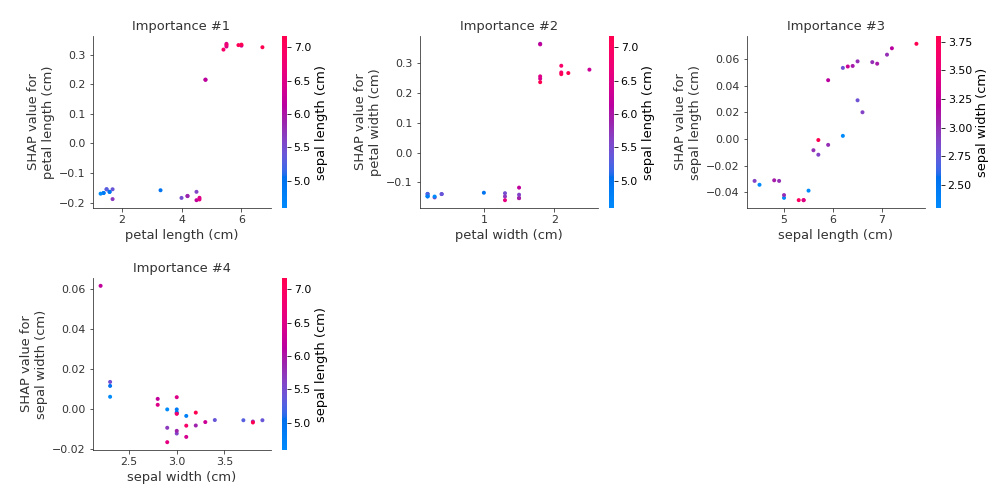 Importance #1
SHAP value for
petal length (cm)
0.3
0.2
0.1
0.0
−0.1
−0.2
2
4
6
petal length (cm)
7.0
6.5
6.0
5.5
5.0
sepal length (cm)
Importance #2
SHAP value for
petal width (cm)
0.3
0.2
0.1
0.0
−0.1
1
2
petal width (cm)
7.0
6.5
6.0
5.5
5.0
sepal length (cm)
Importance #3
SHAP value for
sepal length (cm)
0.06
0.04
0.02
0.00
−0.02
−0.04
5
6
7
sepal length (cm)
3.75
3.50
3.25
3.00
2.75
2.50
sepal width (cm)
Importance #4
SHAP value for
sepal width (cm)
0.06
0.04
0.02
0.00
−0.02
2.5
3.0
3.5
sepal width (cm)
7.0
6.5
6.0
5.5
5.0
sepal length (cm)